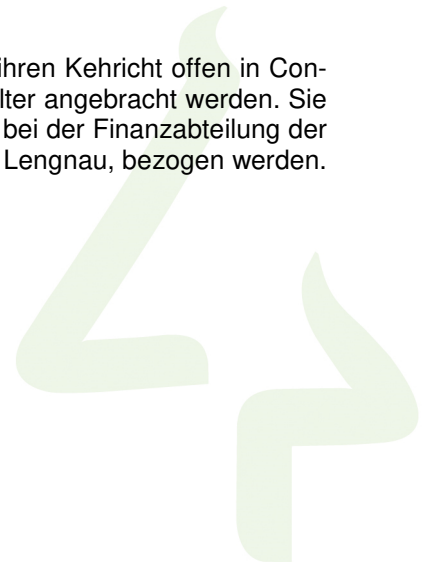 ihren Kehricht offen in Con-
lter angebracht werden. Sie
bei der Finanzabteilung der
Lengnau, bezogen werden.